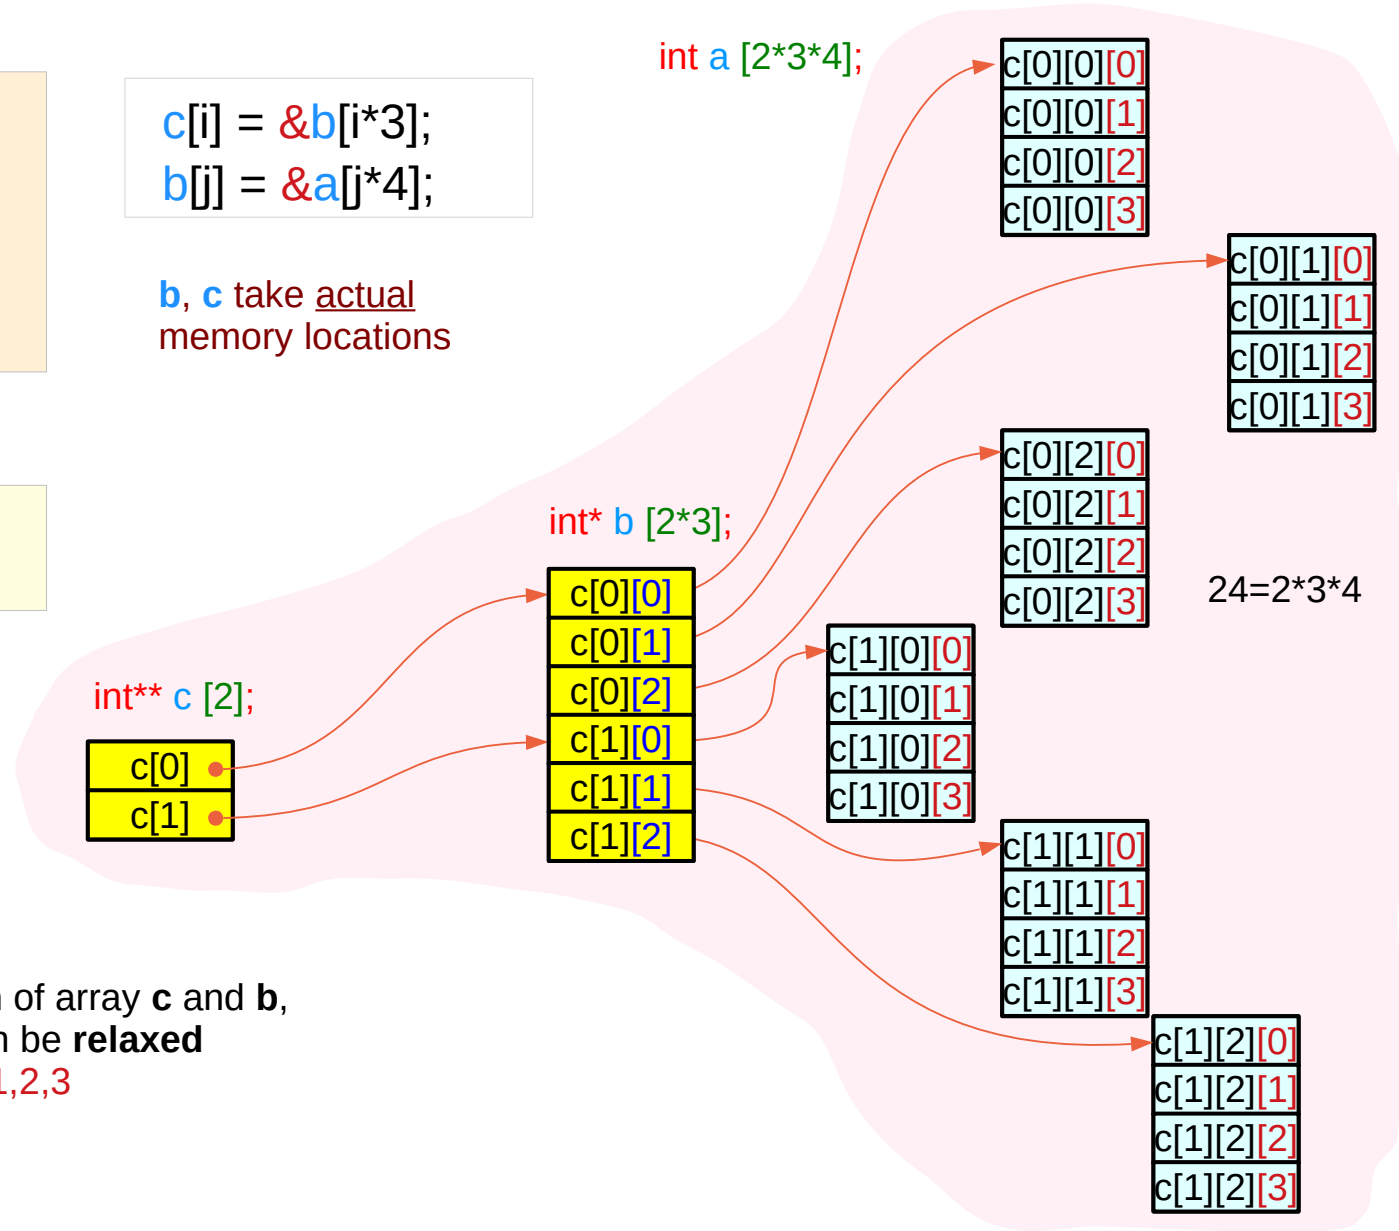 int a [2*3*4];
c[i] = &b[i*3];
b[j] = &a[j*4];
b, c take actual
memory locations
c[0][0][0]
c[0][0][1]
c[0][0][2]
c[0][0][3]
c[0][1][0]
c[0][1][1]
c[0][1][2]
c[0][1][3]
c[0][2][0]
c[0][2][1]
c[0][2][2]
c[0][2][3]
24=2*3*4
int* b [2*3];
c[0][0]
c[0][1]
c[0][2]
c[1][0]
c[1][1]
c[1][2]
int** c [2];
c[0]
c[1]
c[1][0][0]
c[1][0][1]
c[1][0][2]
c[1][0][3]
c[1][1][0]
c[1][1][1]
c[1][1][2]
c[1][1][3]
c[1][2][0]
c[1][2][1]
c[1][2][2]
c[1][2][3]
of array c and b,
be relaxed
1,2,3